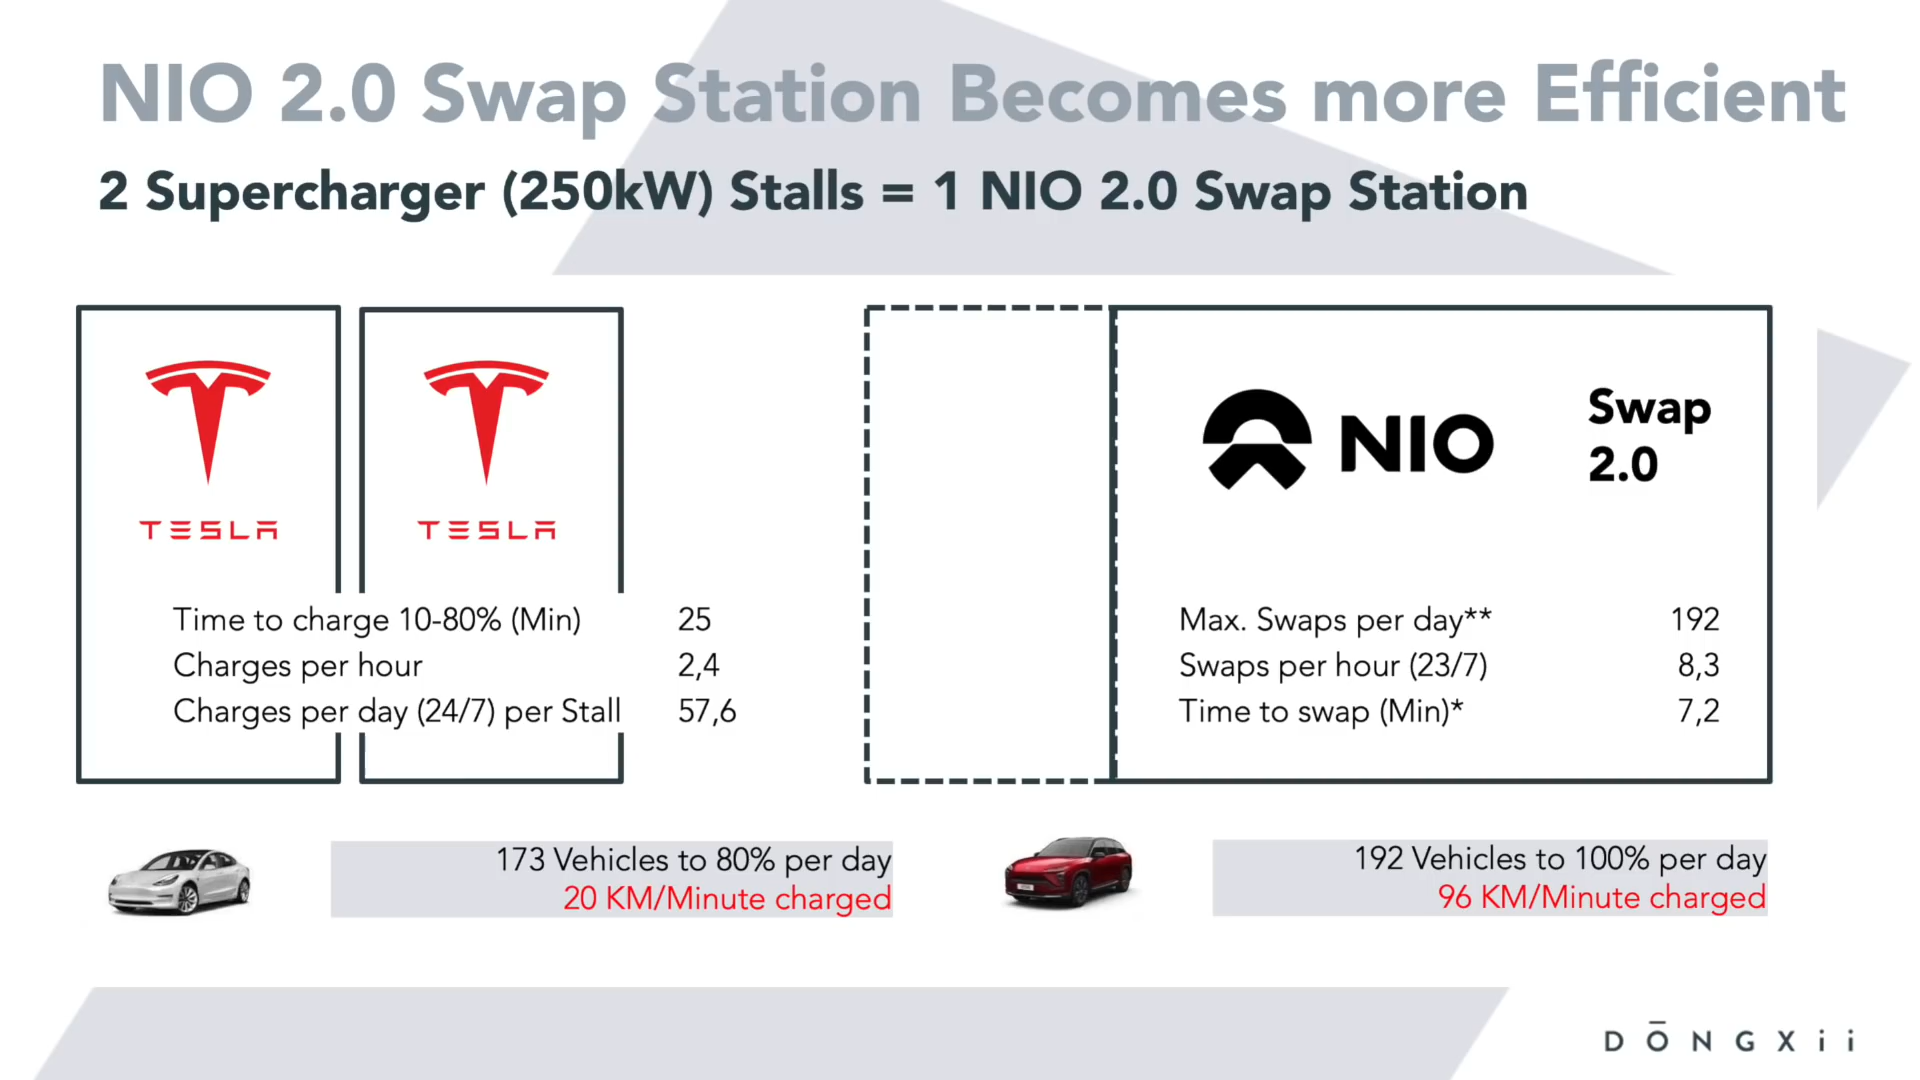 NIO 2.0 Swap Station Becomes more Efficient
2 Supercharger (250kW) Stalls = 1 NIO 2.0 Swap Station
TESLA
TESLA
Time to charge 10-80% (Min) 25
Charges per hour 2,4
Charges per day (24/7) per Stall 57,6
NIO
Swap
2.0
Max. Swaps per day** 192
Swaps per hour (23/7) 8,3
Time to swap (Min)* 7,2
173 Vehicles to 80% per day
20 KM/Minute charged
192 Vehicles to 100% per day
96 KM/Minute charged
DŌNGXii